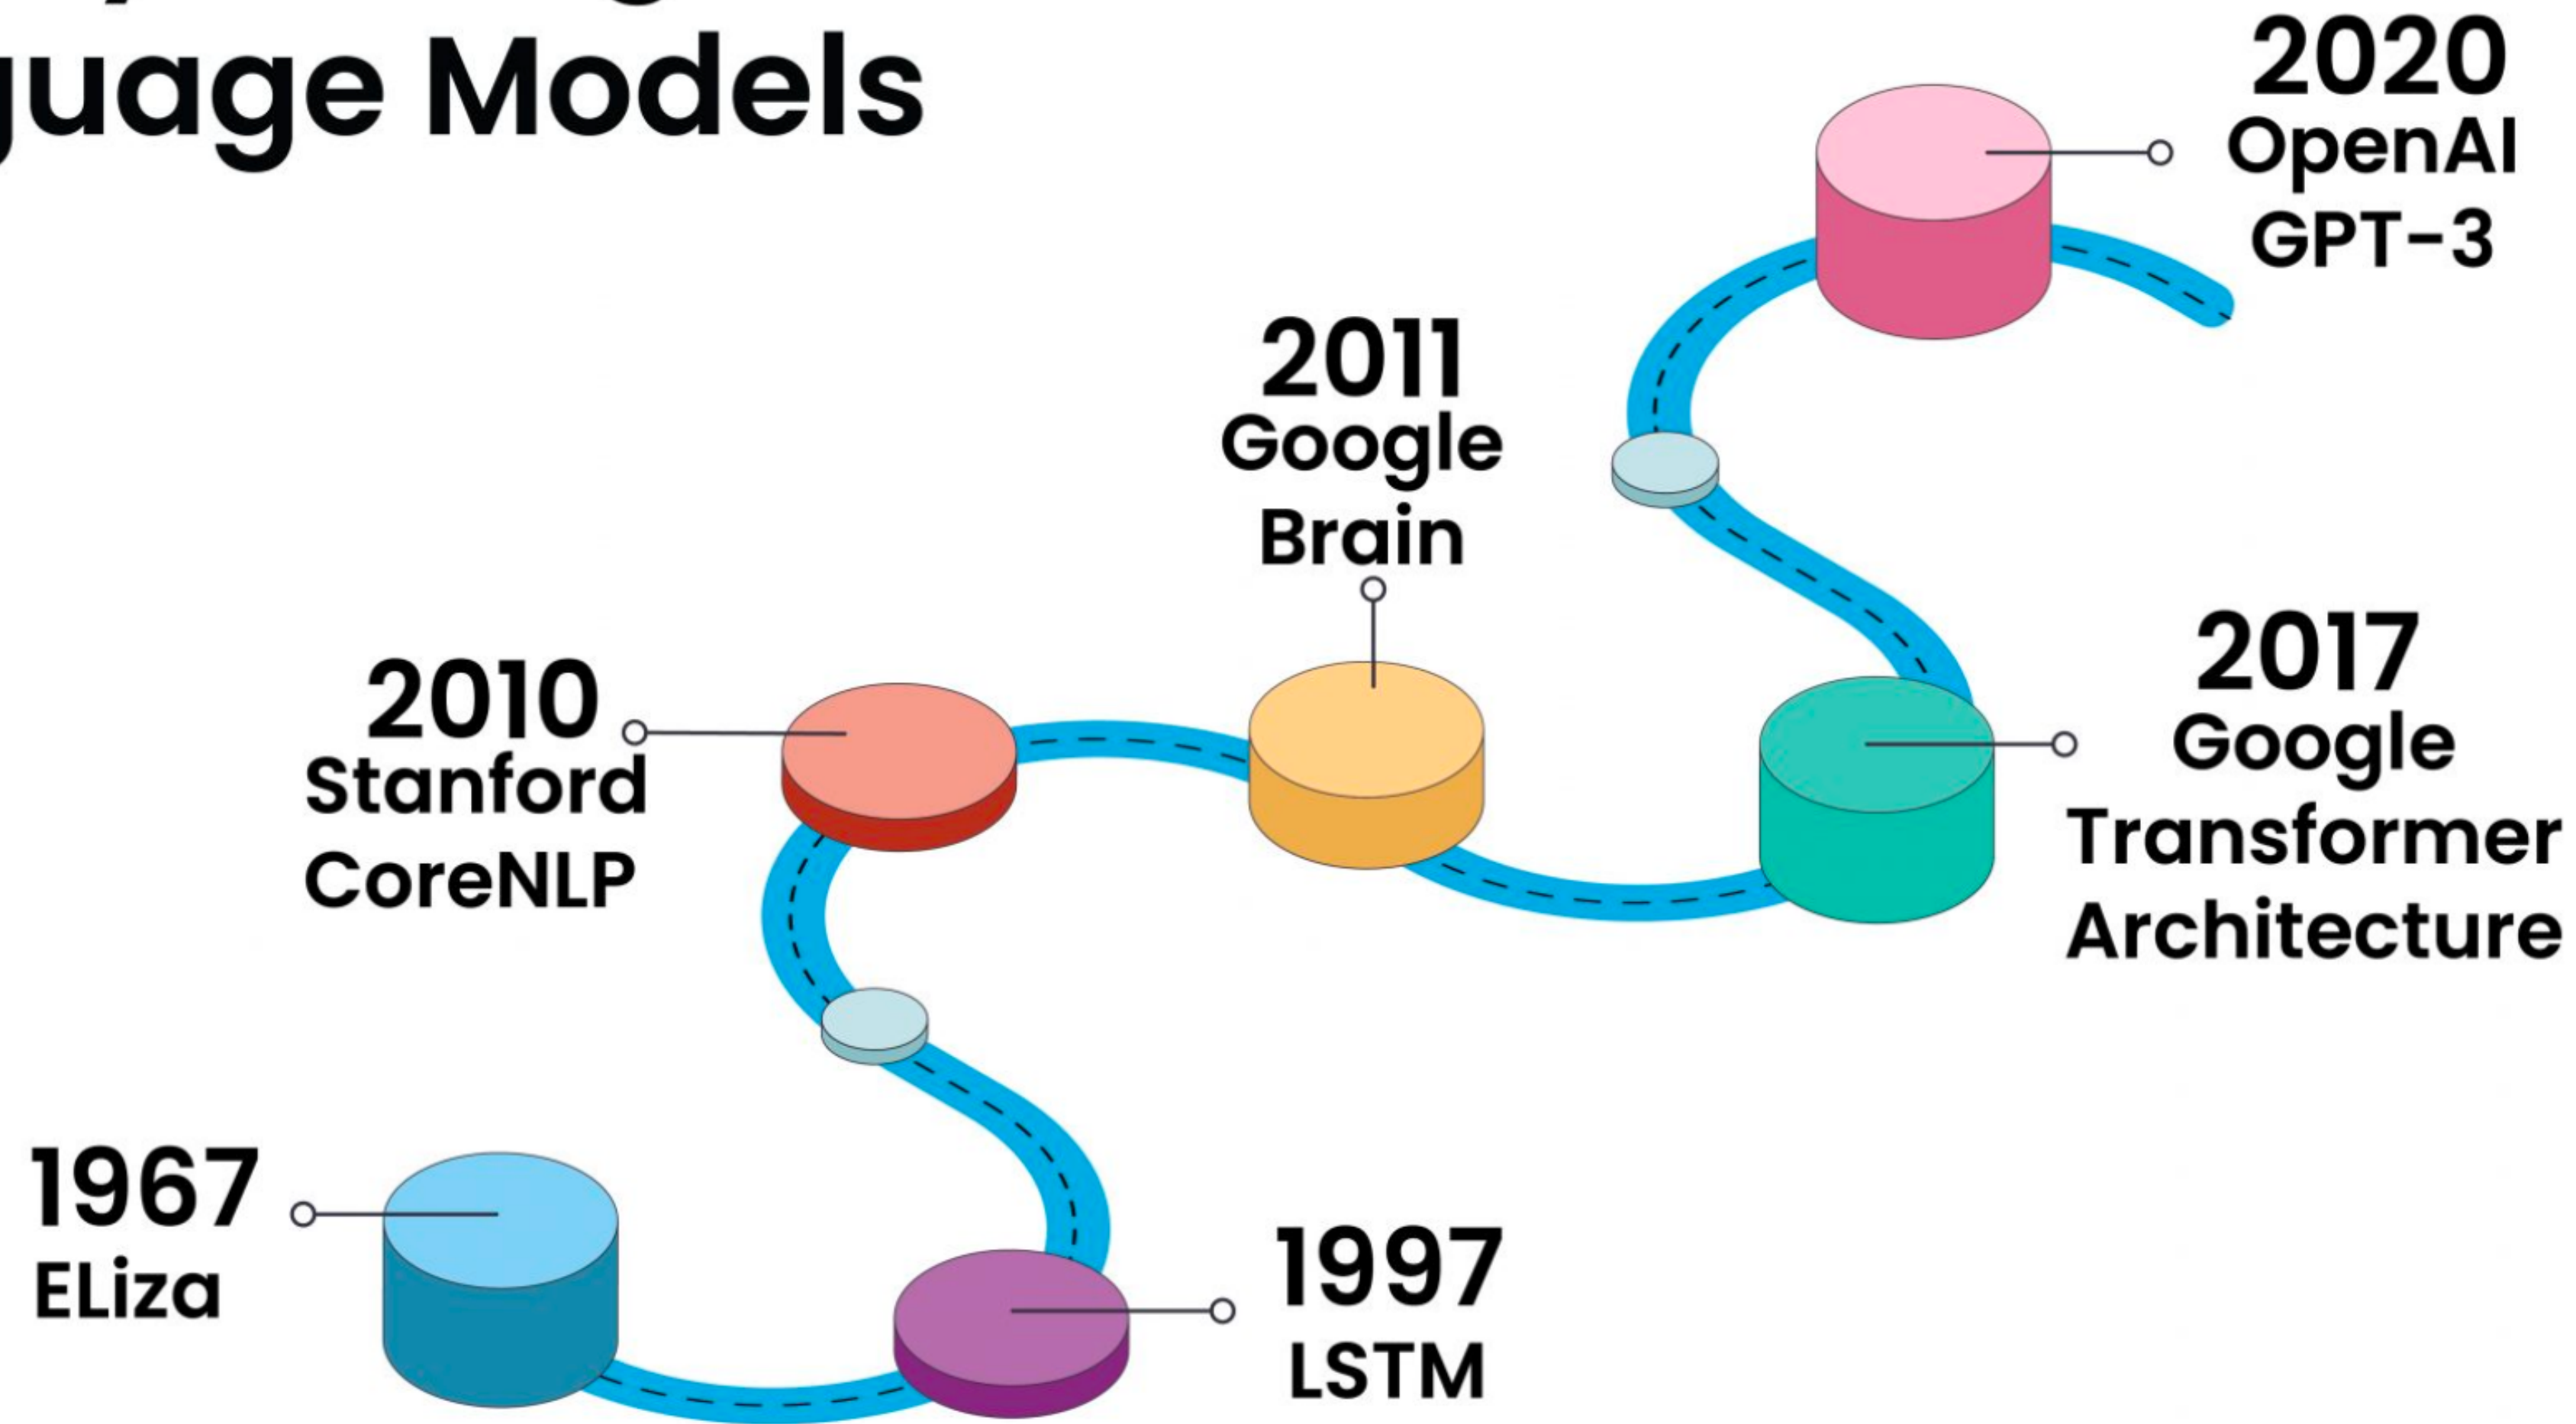 guage Models
2020
OpenAI
GPT-3
2011
Google
Brain
2010
Stanford
CoreNLP
2017
Google
Transformer
Architecture
1967
ELiza
1997
LSTM